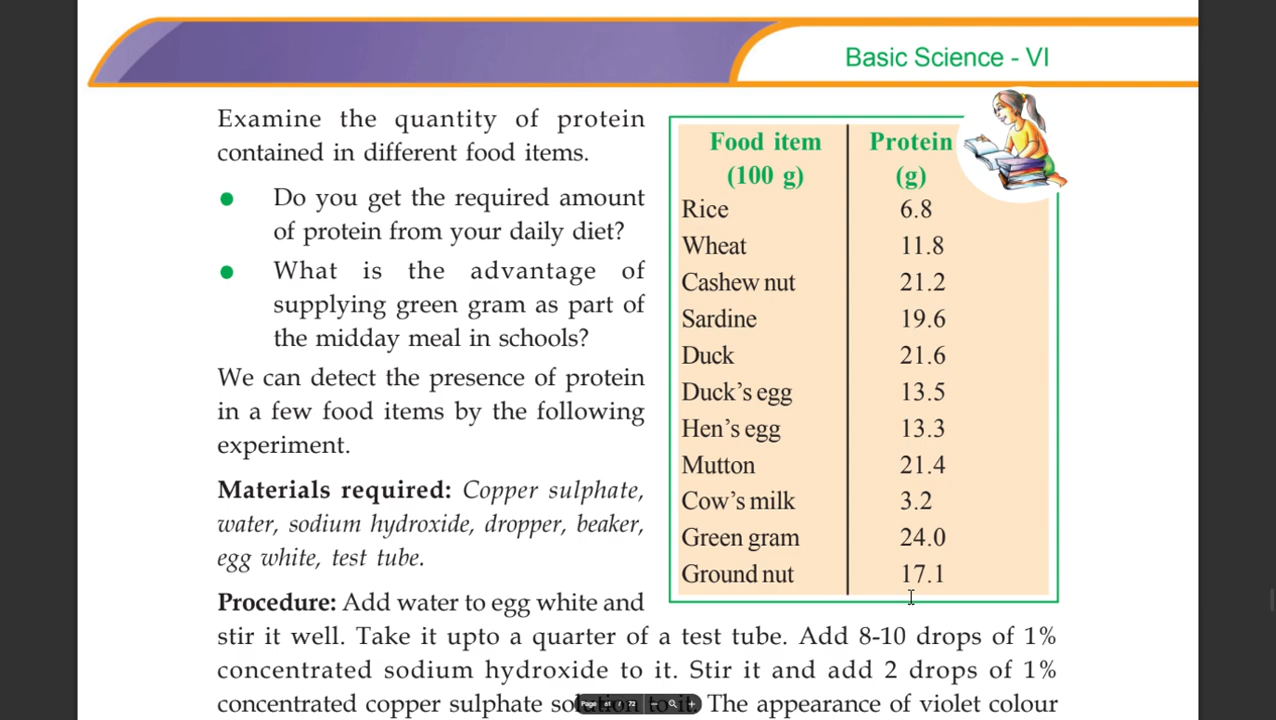 Basic Science - VI
Examine the quantity of protein
contained in different food items.
● Do you get the required amount
of protein from your daily diet?
● What is the advantage of
supplying green gram as part of
the midday meal in schools?
We can detect the presence of protein
in a few food items by the following
experiment.
Materials required: Copper sulphate,
water, sodium hydroxide, dropper, beaker,
egg white, test tube.
Food item Protein
(100 g) (g)
Rice 6.8
Wheat 11.8
Cashew nut 21.2
Sardine 19.6
Duck 21.6
Duck’s egg 13.5
Hen’s egg 13.3
Mutton 21.4
Cow’s milk 3.2
Green gram 24.0
Ground nut 17.1
Procedure: Add water to egg white and
stir it well. Take it upto a quarter of a test tube. Add 8-10 drops of 1%
concentrated sodium hydroxide to it. Stir it and add 2 drops of 1%
concentrated copper sulphate solution to it. The appearance of violet colour
Page / 72